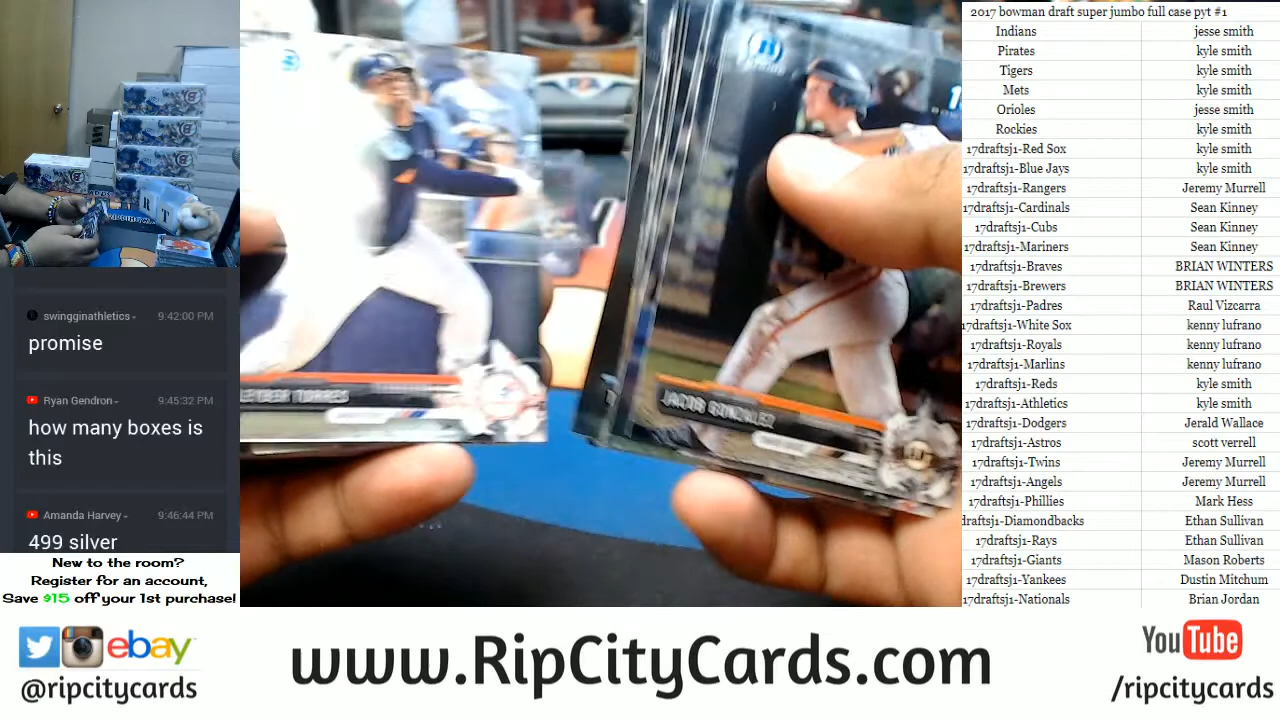 swingginathletics 9:42:00 PM
promise
Ryan Gendron 9:45:32 PM
how many boxes is
this
Amanda Harvey 9:46:44 PM
499 silver
New to the room?
Register for an account,
Save $15 off your 1st purchase!
JACOB GONZALEZ
2017 bowman draft super jumbo full case pyt #1
Indians jesse smith
Pirates kyle smith
Tigers kyle smith
Mets kyle smith
Orioles jesse smith
Rockies kyle smith
17draftsj1-Red Sox kyle smith
17draftsj1-Blue Jays kyle smith
17draftsj1-Rangers Jeremy Murrell
17draftsj1-Cardinals Sean Kinney
17draftsj1-Cubs Sean Kinney
17draftsj1-Mariners Sean Kinney
17draftsj1-Braves BRIAN WINTERS
17draftsj1-Brewers BRIAN WINTERS
17draftsj1-Padres Raul Vizcarra
17draftsj1-White Sox kenny lufrano
17draftsj1-Royals kenny lufrano
17draftsj1-Marlins kenny lufrano
17draftsj1-Reds kyle smith
17draftsj1-Athletics kyle smith
17draftsj1-Dodgers Jerald Wallace
17draftsj1-Astros scott verrell
17draftsj1-Twins Jeremy Murrell
17draftsj1-Angels Jeremy Murrell
17draftsj1-Phillies Mark Hess
draftsj1-Diamondbacks Ethan Sullivan
17draftsj1-Rays Ethan Sullivan
17draftsj1-Giants Mason Roberts
17draftsj1-Yankees Dustin Mitchum
17draftsj1-Nationals Brian Jordan
ebay
@ripcitycards
www.RipCityCards.com
YouTube
/ripcitycards